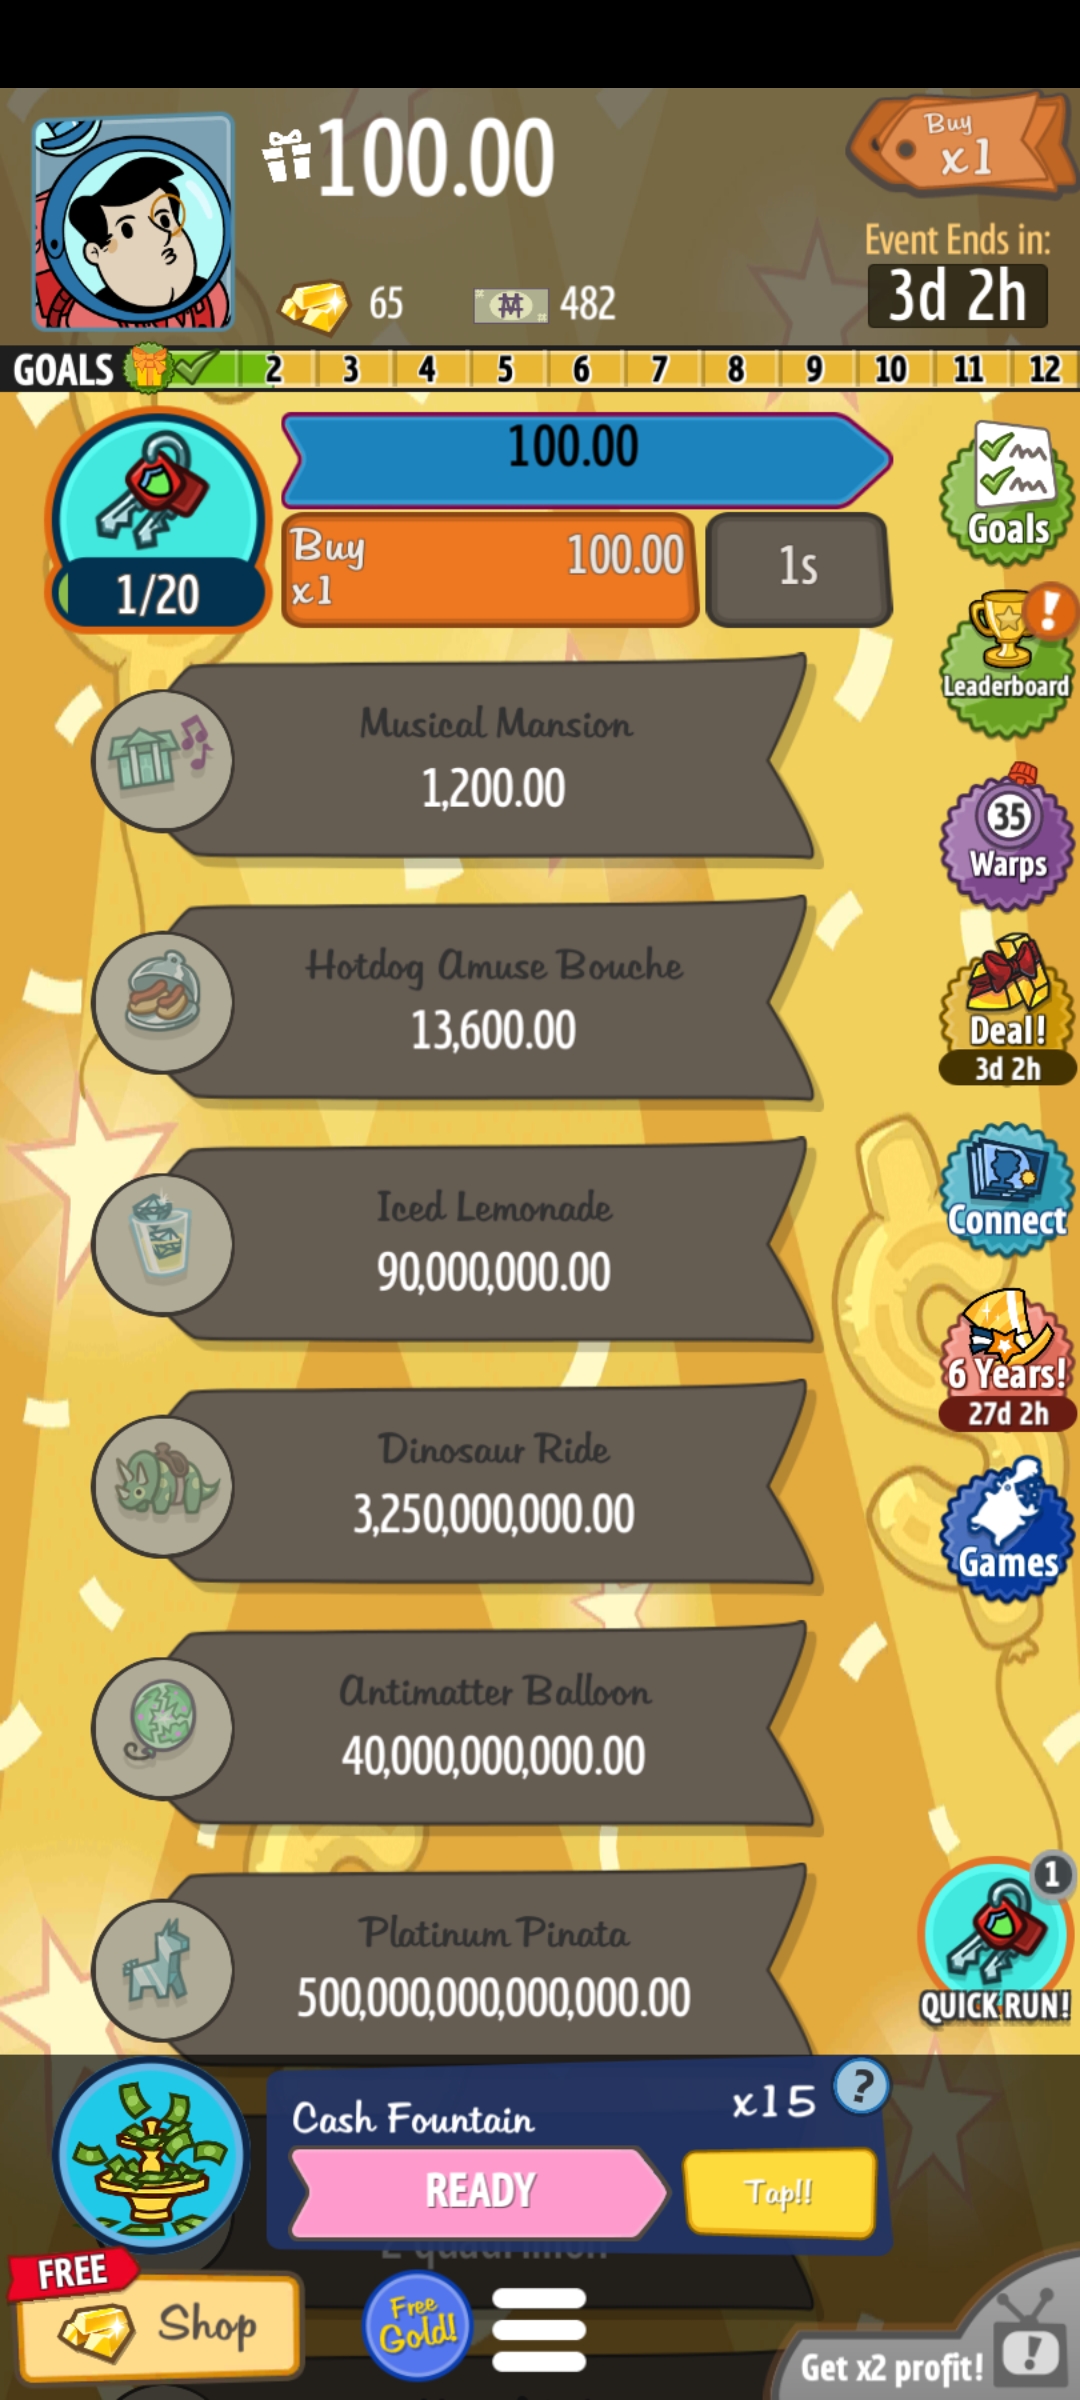 100.00
Buy
x1
Event Ends in:
3d 2h
65
482
GOALS 2 3 4 5 6 7 8 9 10 11 12
100.00
1/20
Buy
x1
100.00
1s
Goals
Leaderboard
!
Musical Mansion
1,200.00
35
Warps
Hotdog Amuse Bouche
13,600.00
Deal!
3d 2h
Iced Lemonade
90,000,000.00
Connect
Dinosaur Ride
3,250,000,000.00
6 Years!
27d 2h
Games
Antimatter Balloon
40,000,000,000.00
Platinum Pinata
500,000,000,000,000.00
1
QUICK RUN!
Cash Fountain
x15
?
READY
Tap!!
FREE
Shop
Free
Gold!
Get x2 profit!
!